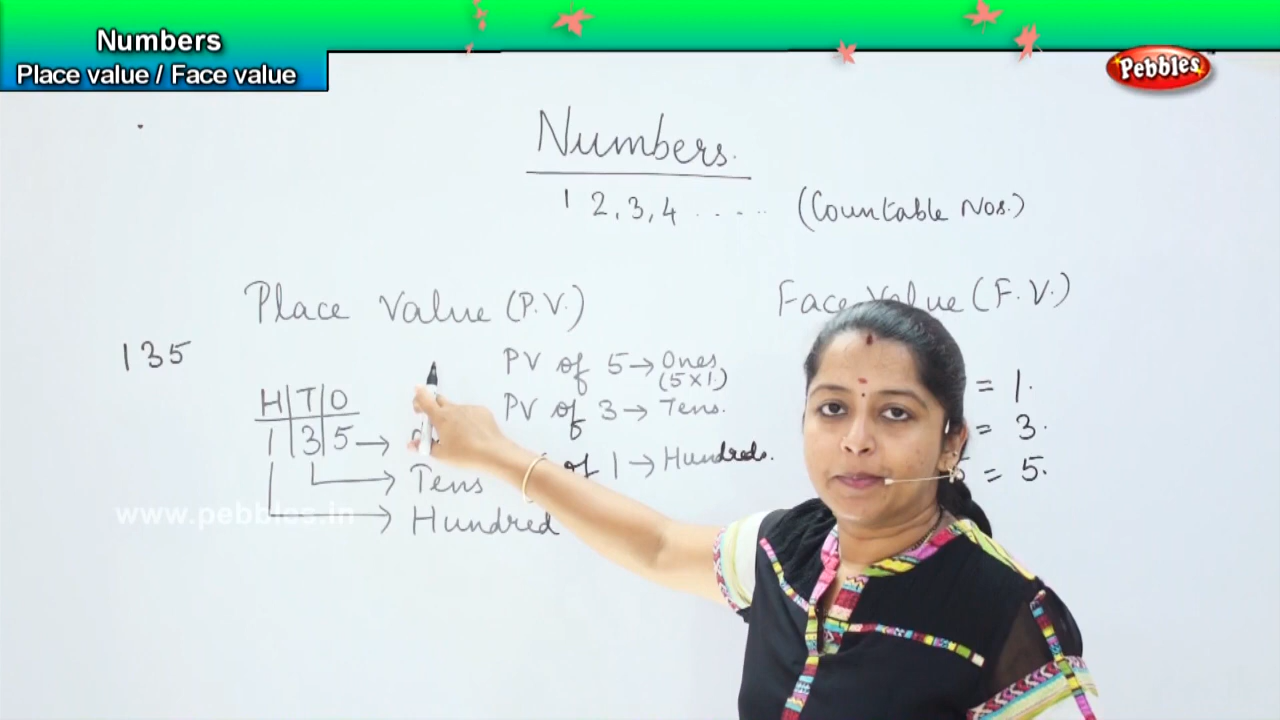 Numbers
Place value / Face value
Pebbles
Numbers.
1 2, 3, 4 ..... (Countable Nos.)
Place Value (P.V.)
Face Value (F.V.)
135
H T O
1 3 5 →
Tens
Hundred
PV of 5 → Ones
(5×1)
PV of 3 → Tens.
of 1 → Hundreds.
= 1.
= 3.
5 = 5.
www.pebbles.in